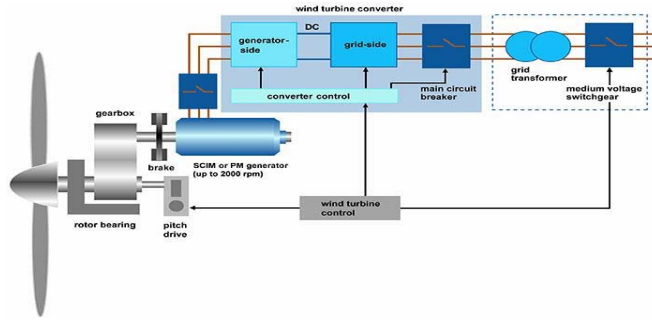 wind turbine converter
generator-
side
DC
grid-side
converter control
main circuit
breaker
grid
transformer
medium voltage
switchgear
gearbox
brake
SCIM or PM generator
(up to 2000 rpm)
rotor bearing
pitch
drive
wind turbine
control